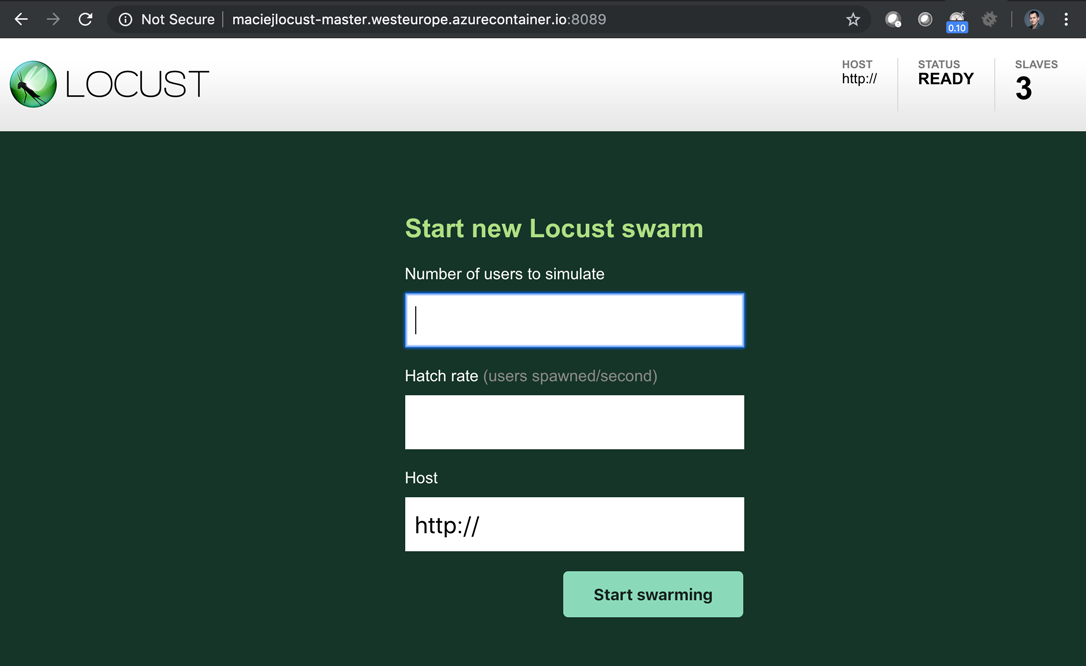 Not Secure | maciejlocust-master.westeurope.azurecontainer.io:8089
0.10
LOCUST
HOST
http://
STATUS
READY
SLAVES
3
Start new Locust swarm
Number of users to simulate
Hatch rate (users spawned/second)
Host
http://
Start swarming